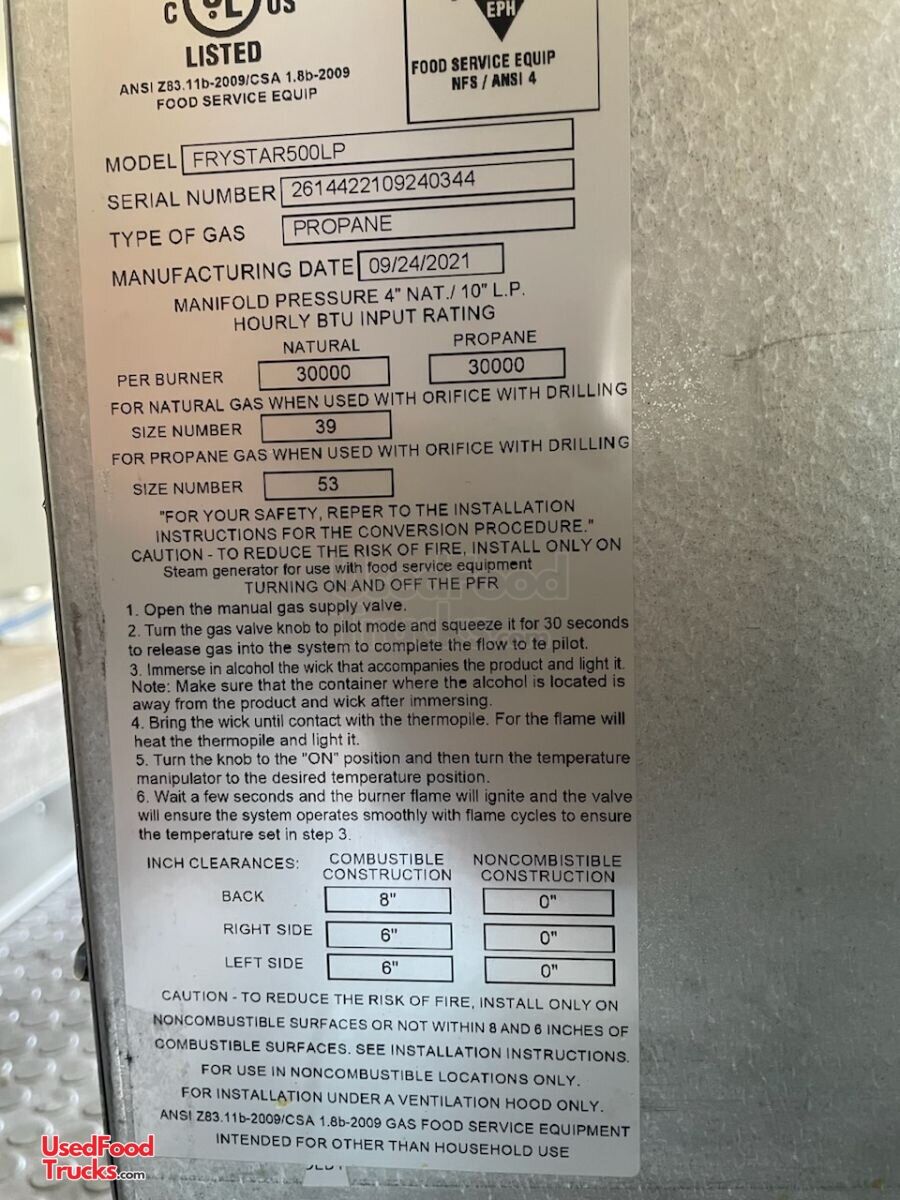 C UL US
LISTED
ANSI Z83.11b-2009/CSA 1.8b-2009
FOOD SERVICE EQUIP
EPH
FOOD SERVICE EQUIP
NFS / ANSI 4
MODEL FRYSTAR500LP
SERIAL NUMBER 2614422109240344
TYPE OF GAS PROPANE
MANUFACTURING DATE 09/24/2021
MANIFOLD PRESSURE 4" NAT./ 10" L.P.
HOURLY BTU INPUT RATING
NATURAL PROPANE
PER BURNER 30000 30000
FOR NATURAL GAS WHEN USED WITH ORIFICE WITH DRILLING
SIZE NUMBER 39
FOR PROPANE GAS WHEN USED WITH ORIFICE WITH DRILLING
SIZE NUMBER 53
"FOR YOUR SAFETY, REPER TO THE INSTALLATION
INSTRUCTIONS FOR THE CONVERSION PROCEDURE."
CAUTION - TO REDUCE THE RISK OF FIRE, INSTALL ONLY ON
Steam generator for use with food service equipment
TURNING ON AND OFF THE PFR
1. Open the manual gas supply valve.
2. Turn the gas valve knob to pilot mode and squeeze it for 30 seconds
to release gas into the system to complete the flow to te pilot.
3. Immerse in alcohol the wick that accompanies the product and light it.
Note: Make sure that the container where the alcohol is located is
away from the product and wick after immersing.
4. Bring the wick until contact with the thermopile. For the flame will
heat the thermopile and light it.
5. Turn the knob to the "ON" position and then turn the temperature
manipulator to the desired temperature position.
6. Wait a few seconds and the burner flame will ignite and the valve
will ensure the system operates smoothly with flame cycles to ensure
the temperature set in step 3.
INCH CLEARANCES: COMBUSTIBLE CONSTRUCTION NONCOMBISTIBLE CONSTRUCTION
BACK 8" 0"
RIGHT SIDE 6" 0"
LEFT SIDE 6" 0"
CAUTION - TO REDUCE THE RISK OF FIRE, INSTALL ONLY ON
NONCOMBUSTIBLE SURFACES OR NOT WITHIN 8 AND 6 INCHES OF
COMBUSTIBLE SURFACES. SEE INSTALLATION INSTRUCTIONS.
FOR USE IN NONCOMBUSTIBLE LOCATIONS ONLY.
FOR INSTALLATION UNDER A VENTILATION HOOD ONLY.
ANSI Z83.11b-2009/CSA 1.8b-2009 GAS FOOD SERVICE EQUIPMENT
INTENDED FOR OTHER THAN HOUSEHOLD USE
UsedFood
Trucks.com